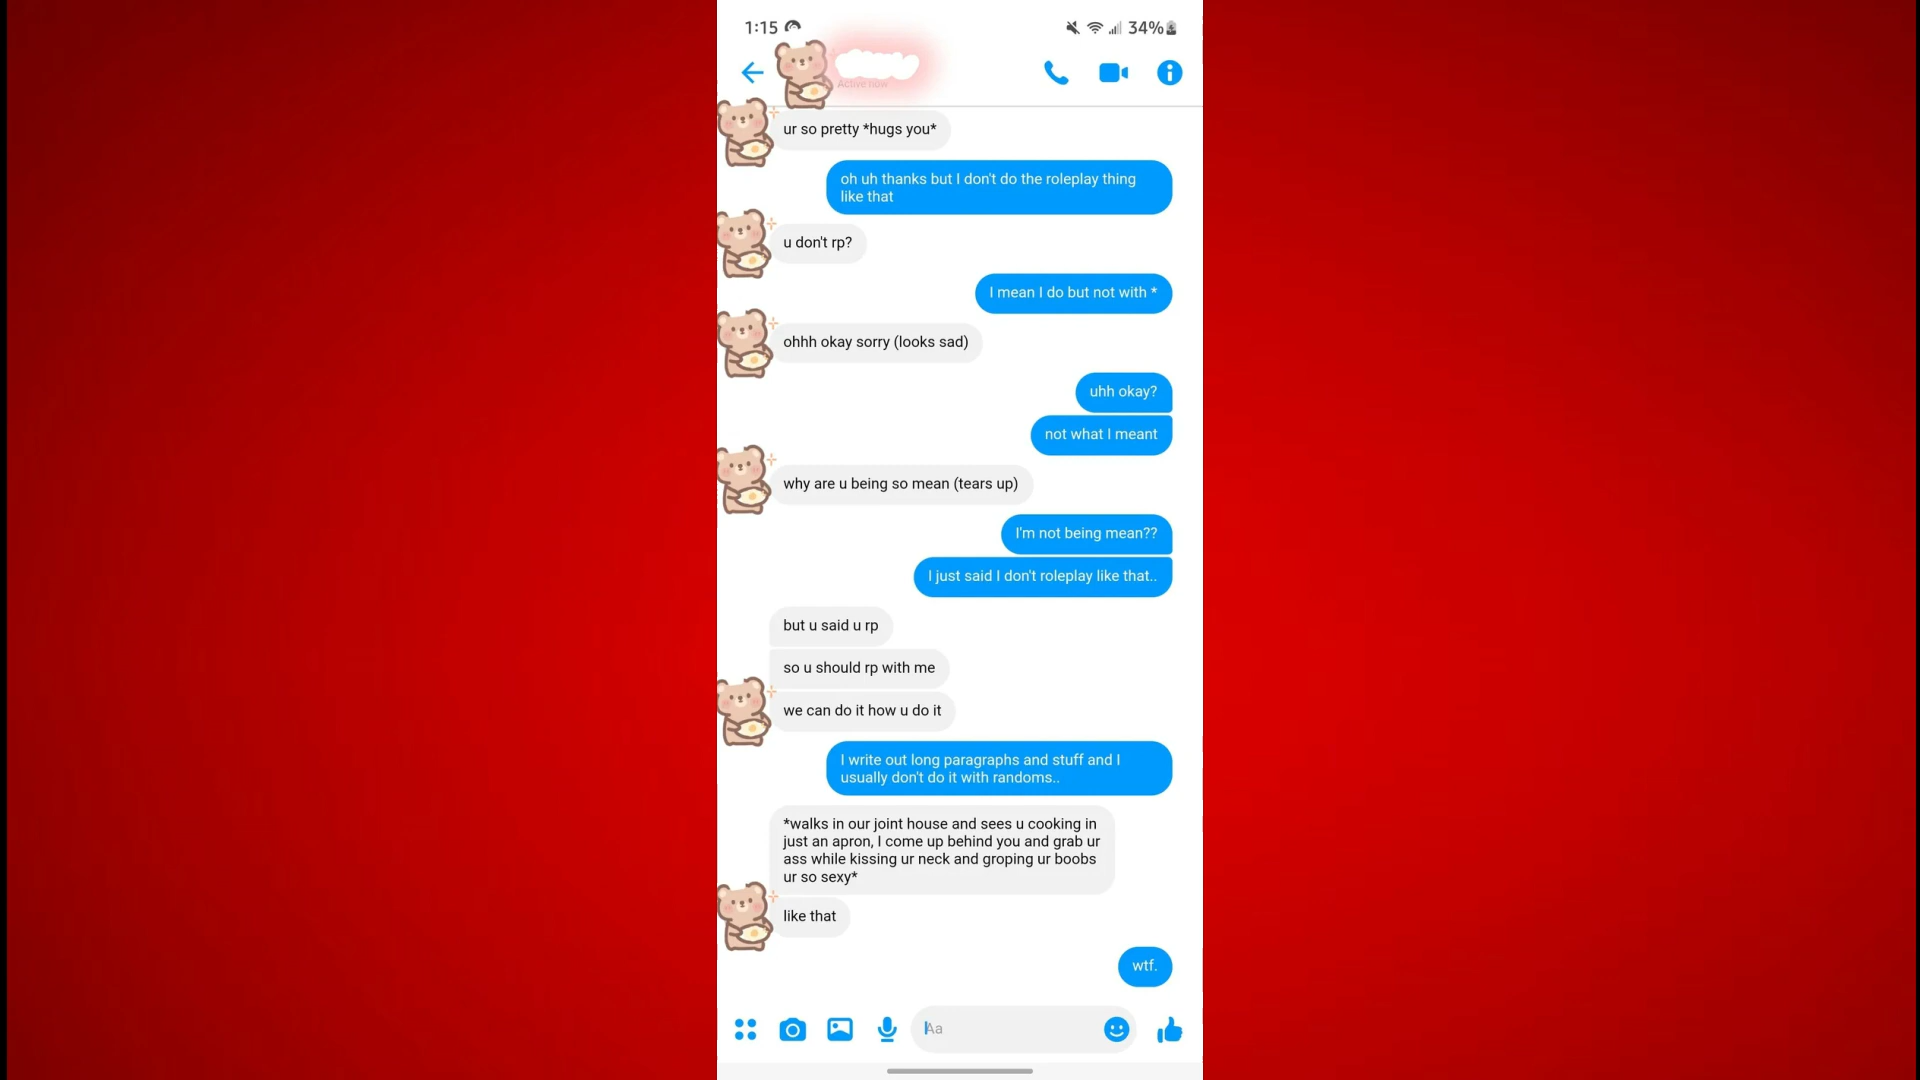 1:15
34%
Active now
ur so pretty *hugs you*
oh uh thanks but I don't do the roleplay thing
like that
u don't rp?
I mean I do but not with *
ohhh okay sorry (looks sad)
uhh okay?
not what I meant
why are u being so mean (tears up)
I'm not being mean??
I just said I don't roleplay like that..
but u said u rp
so u should rp with me
we can do it how u do it
I write out long paragraphs and stuff and I
usually don't do it with randoms..
*walks in our joint house and sees u cooking in
just an apron, I come up behind you and grab ur
ass while kissing ur neck and groping ur boobs
ur so sexy*
like that
wtf.
Aa